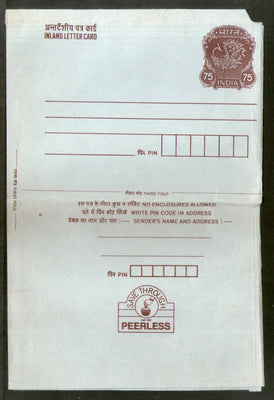 अन्तर्देशीय पत्र कार्ड
INLAND LETTER CARD
भारत
75 75
INDIA
पिन PIN
तीसरा मोड़ THIRD FOLD
इस पत्र के भीतर कुछ न रखिये NO ENCLOSURES ALLOWED
पते में पिन कोड लिखें WRITE PIN CODE IN ADDRESS
प्रेषक का नाम और पता :— SENDER'S NAME AND ADDRESS :—
पिन PIN
SAVE THROUGH
PEERLESS